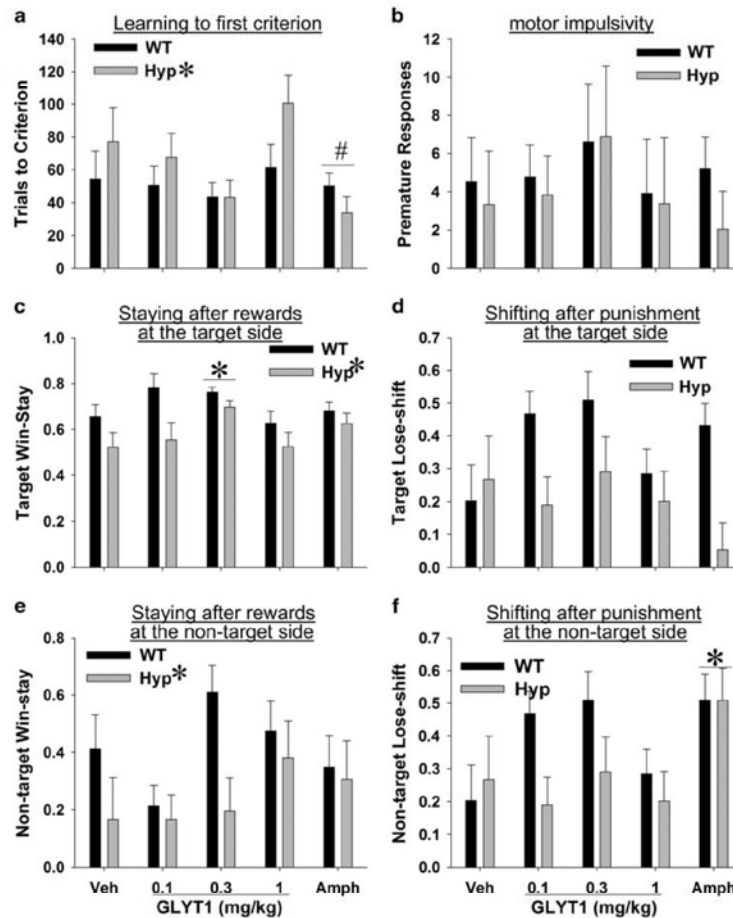 a
Learning to first criterion
140
120
100
80
60
40
20
0
Trials to Criterion
WT
Hyp*
#
b
motor impulsivity
12
10
8
6
4
2
0
Premature Responses
WT
Hyp
c
Staying after rewards
at the target side
1.0
0.8
0.6
0.4
0.2
0.0
Target Win-Stay
WT
Hyp*
*
d
Shifting after punishment
at the target side
0.7
0.6
0.5
0.4
0.3
0.2
0.1
0.0
Target Lose-shift
WT
Hyp
e
Staying after rewards
at the non-target side
0.8
0.6
0.4
0.2
0.0
Non-target Win-stay
WT
Hyp*
Veh 0.1 0.3 1 Amph
GLYT1 (mg/kg)
f
Shifting after punishment
at the non-target side
0.7
0.6
0.5
0.4
0.3
0.2
0.1
0.0
Non-target Lose-shift
WT
Hyp
*
Veh 0.1 0.3 1 Amph
GLYT1 (mg/kg)